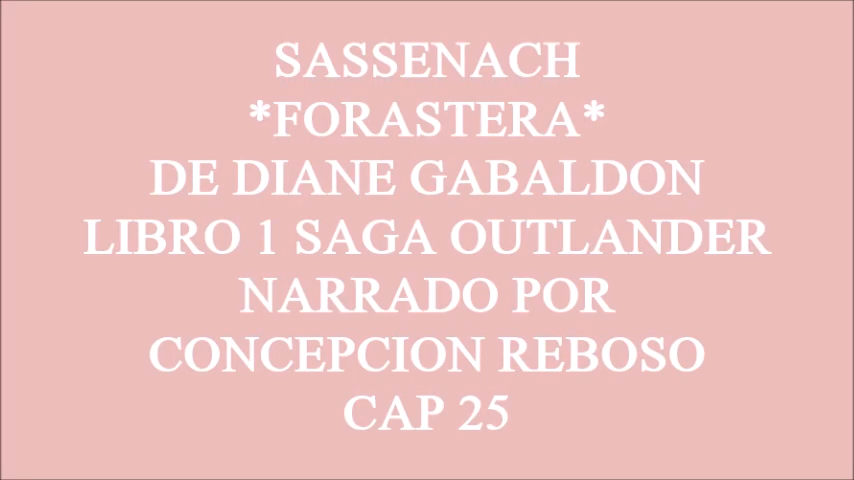 SASSENACH
*FORASTERA*
DE DIANE GABALDON
LIBRO 1 SAGA OUTLANDER
NARRADO POR
CONCEPCION REBOSO
CAP 25